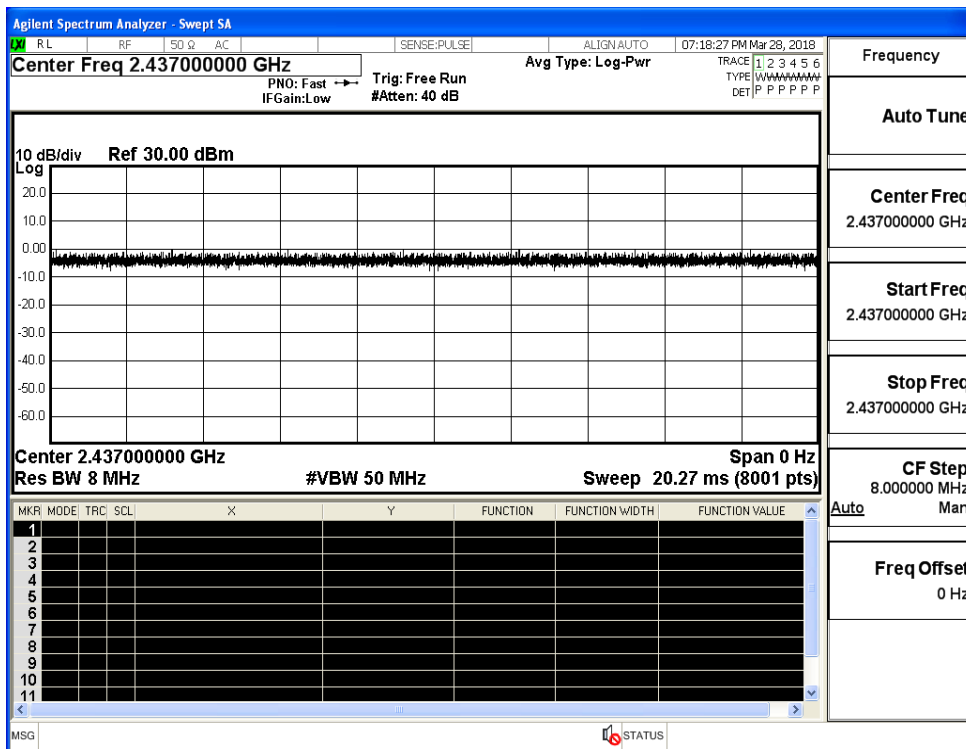 Agilent Spectrum Analyzer - Swept SA
LXI RL RF 50 Ω AC SENSE:PULSE ALIGN AUTO 07:18:27 PM Mar 28, 2018
Center Freq 2.437000000 GHz
PNO: Fast
IFGain:Low
Trig: Free Run
#Atten: 40 dB
Avg Type: Log-Pwr
TRACE 1 2 3 4 5 6
TYPE WWWWWW
DET P P P P P P
10 dB/div Ref 30.00 dBm
Log
20.0
10.0
0.00
-10.0
-20.0
-30.0
-40.0
-50.0
-60.0
Center 2.437000000 GHz Span 0 Hz
Res BW 8 MHz #VBW 50 MHz Sweep 20.27 ms (8001 pts)
MKR MODE TRC SCL X Y FUNCTION FUNCTION WIDTH FUNCTION VALUE
1
2
3
4
5
6
7
8
9
10
11
MSG STATUS
Frequency
Auto Tune
Center Freq
2.437000000 GHz
Start Freq
2.437000000 GHz
Stop Freq
2.437000000 GHz
CF Step
8.000000 MHz
Auto Man
Freq Offset
0 Hz